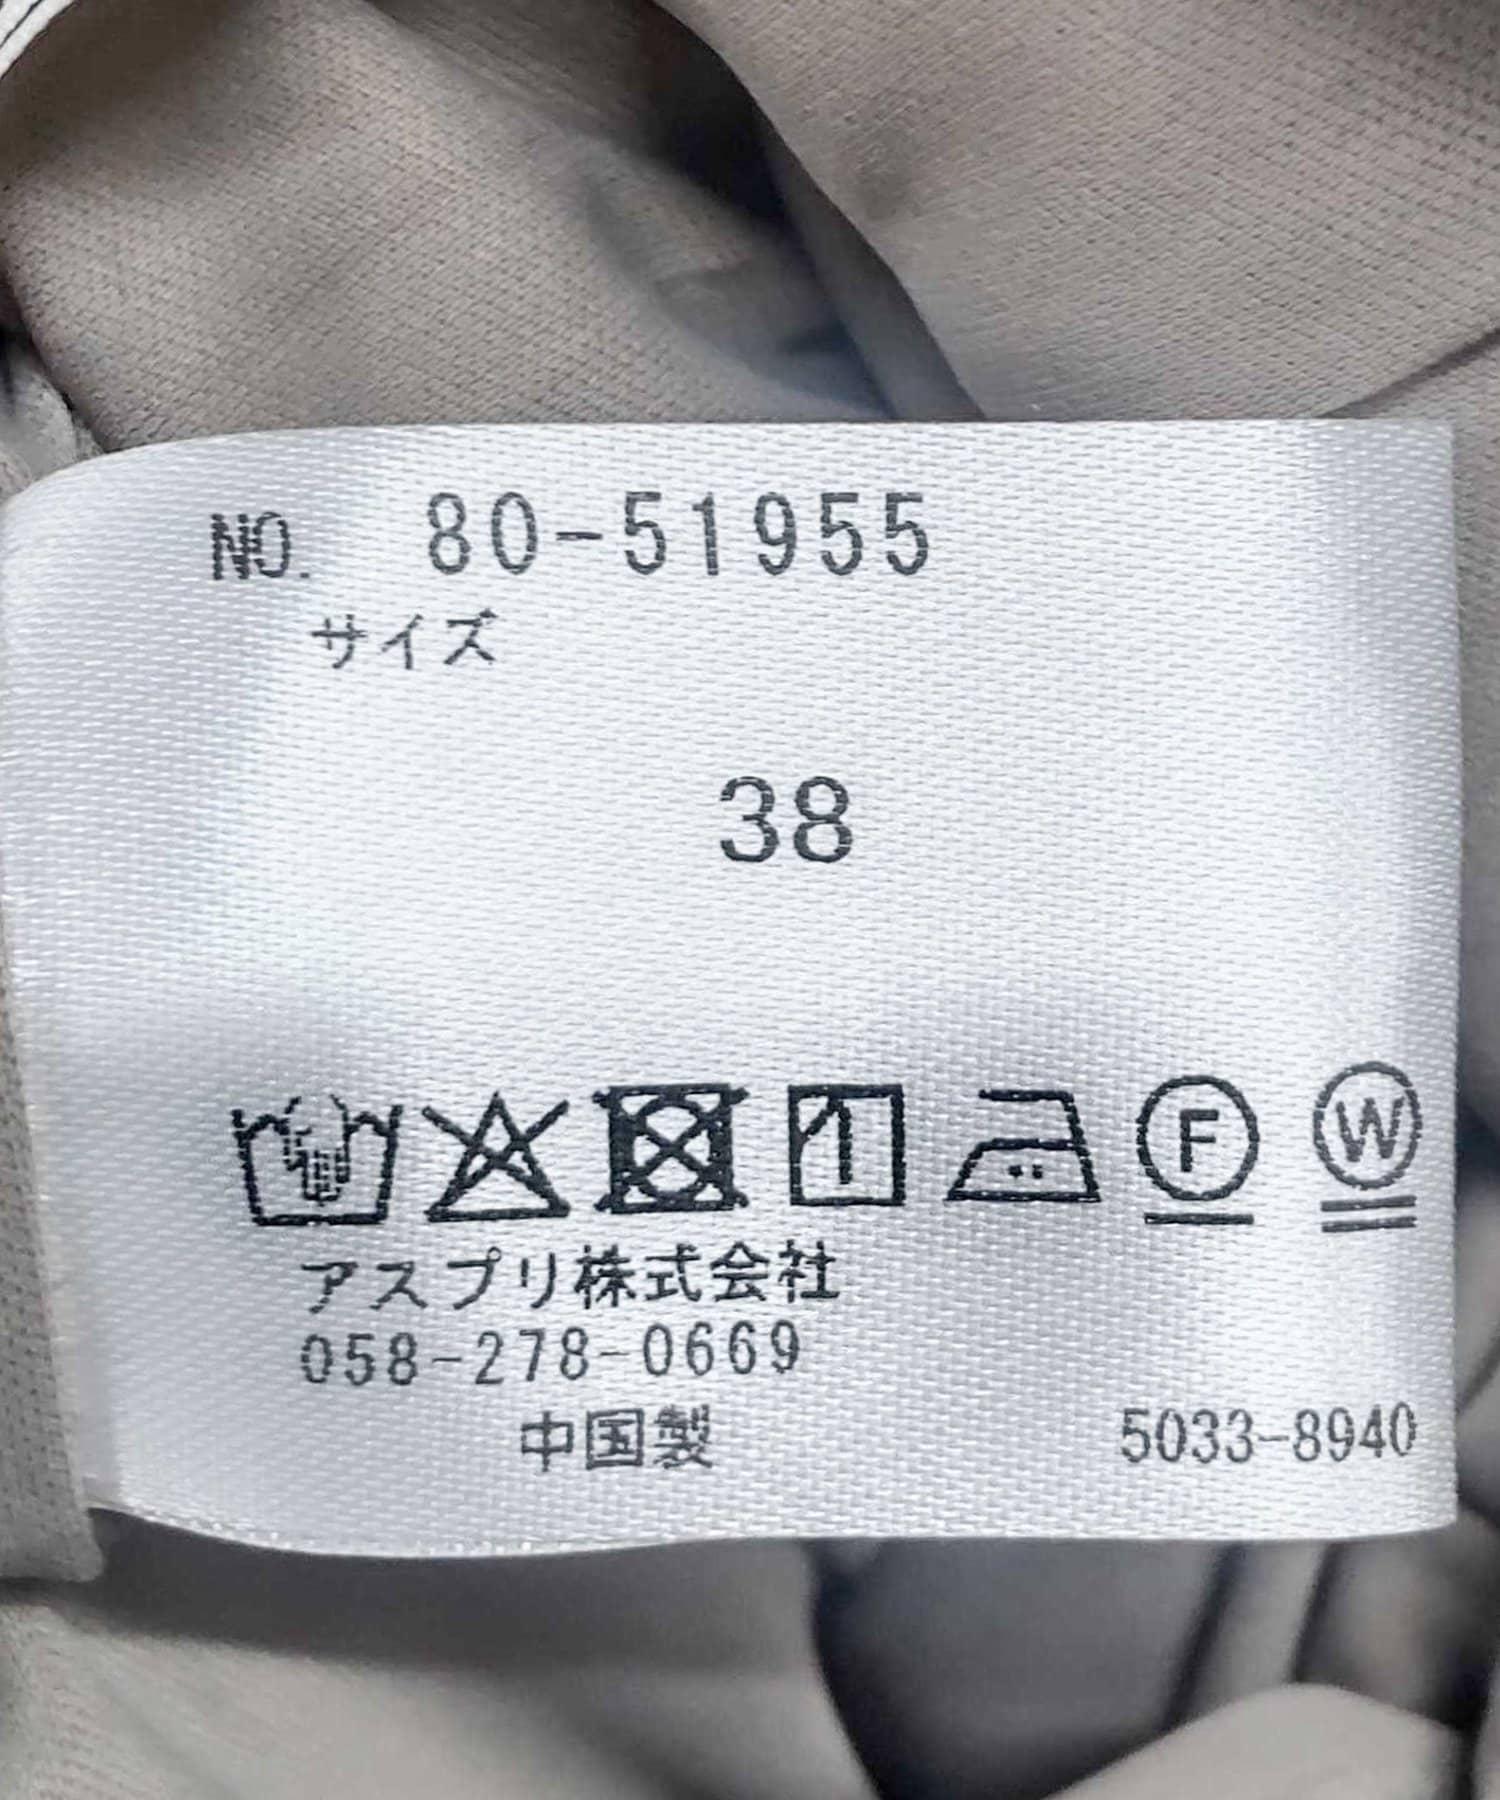 NO. 80-51955
サイズ
38
F W
アスプリ株式会社
058-278-0669
中国製 5033-8940